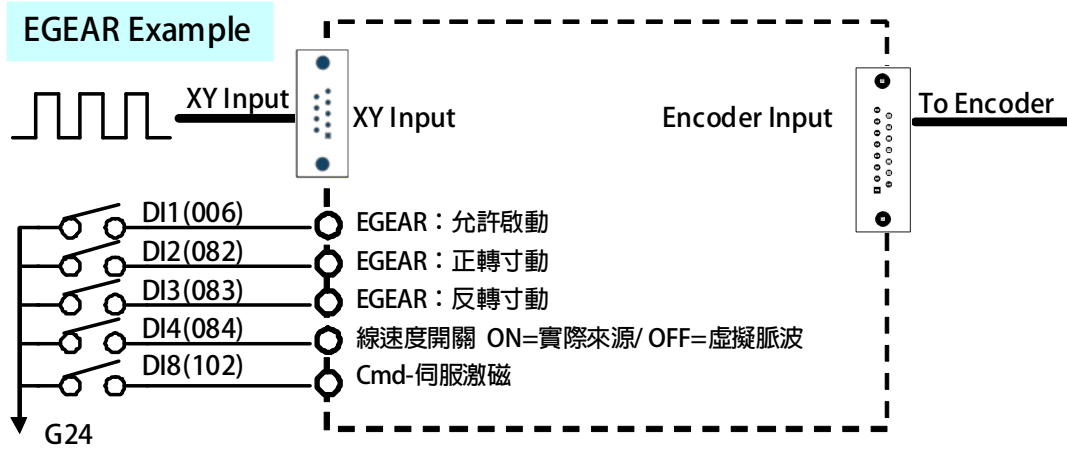 EGEAR Example
XY Input
XY Input
Encoder Input
To Encoder
DI1(006)
EGEAR：允許啟動
DI2(082)
EGEAR：正轉寸動
DI3(083)
EGEAR：反轉寸動
DI4(084)
線速度開關 ON=實際來源/ OFF=虛擬脈波
DI8(102)
Cmd-伺服激磁
G24